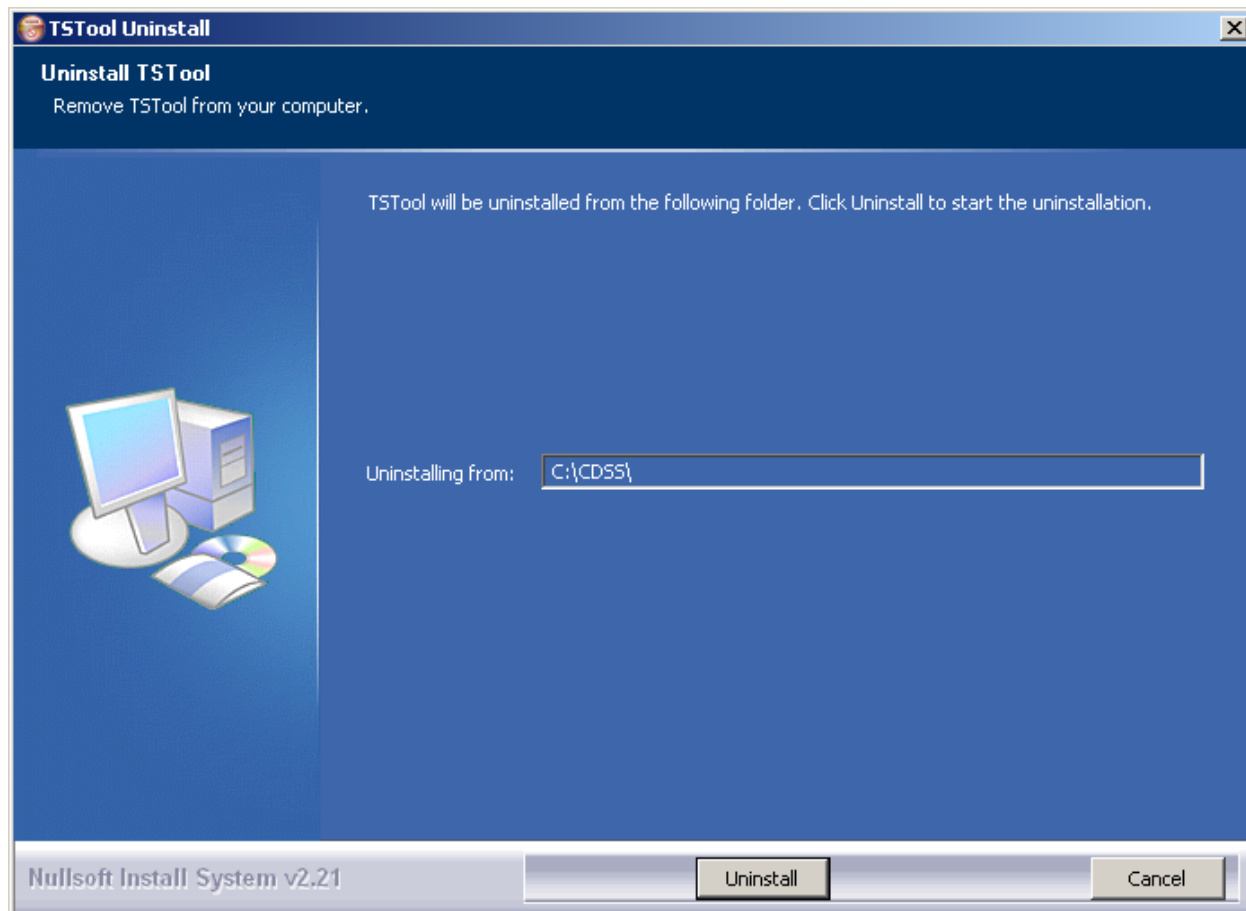 TSTool Uninstall
Uninstall TSTool
Remove TSTool from your computer.
TSTool will be uninstalled from the following folder. Click Uninstall to start the uninstallation.
Uninstalling from: C:\CDSS\
Nullsoft Install System v2.21
Uninstall
Cancel